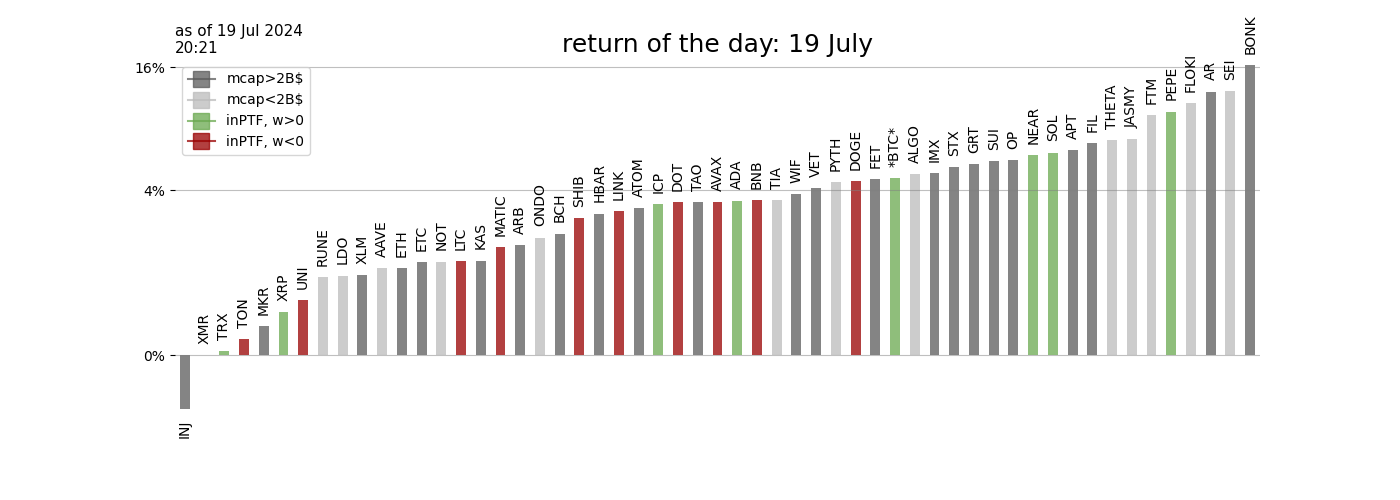 as of 19 Jul 2024
20:21
return of the day: 19 July
16%
4%
0%
mcap>2B$
mcap<2B$
inPTF, w>0
inPTF, w<0
INJ
XMR
TRX
TON
MKR
XRP
UNI
RUNE
LDO
XLM
AAVE
ETH
ETC
NOT
LTC
KAS
MATIC
ARB
ONDO
BCH
SHIB
HBAR
LINK
ATOM
ICP
DOT
TAO
AVAX
ADA
BNB
TIA
WIF
VET
PYTH
DOGE
FET
*BTC*
ALGO
IMX
STX
GRT
SUI
OP
NEAR
SOL
APT
FIL
THETA
JASMY
FTM
PEPE
FLOKI
AR
SEI
BONK